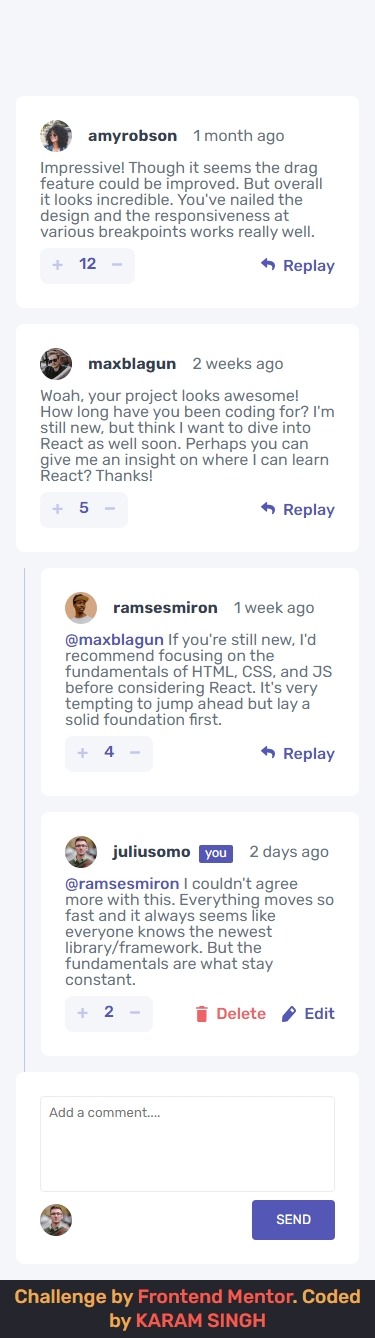 amyrobson 1 month ago
Impressive! Though it seems the drag
feature could be improved. But overall
it looks incredible. You've nailed the
design and the responsiveness at
various breakpoints works really well.
+ 12 − Replay
maxblagun 2 weeks ago
Woah, your project looks awesome!
How long have you been coding for? I'm
still new, but think I want to dive into
React as well soon. Perhaps you can
give me an insight on where I can learn
React? Thanks!
+ 5 − Replay
ramsesmiron 1 week ago
@maxblagun If you're still new, I'd
recommend focusing on the
fundamentals of HTML, CSS, and JS
before considering React. It's very
tempting to jump ahead but lay a
solid foundation first.
+ 4 − Replay
juliusomo you 2 days ago
@ramsesmiron I couldn't agree
more with this. Everything moves so
fast and it always seems like
everyone knows the newest
library/framework. But the
fundamentals are what stay
constant.
+ 2 − Delete Edit
Add a comment....
SEND
Challenge by Frontend Mentor. Coded
by KARAM SINGH